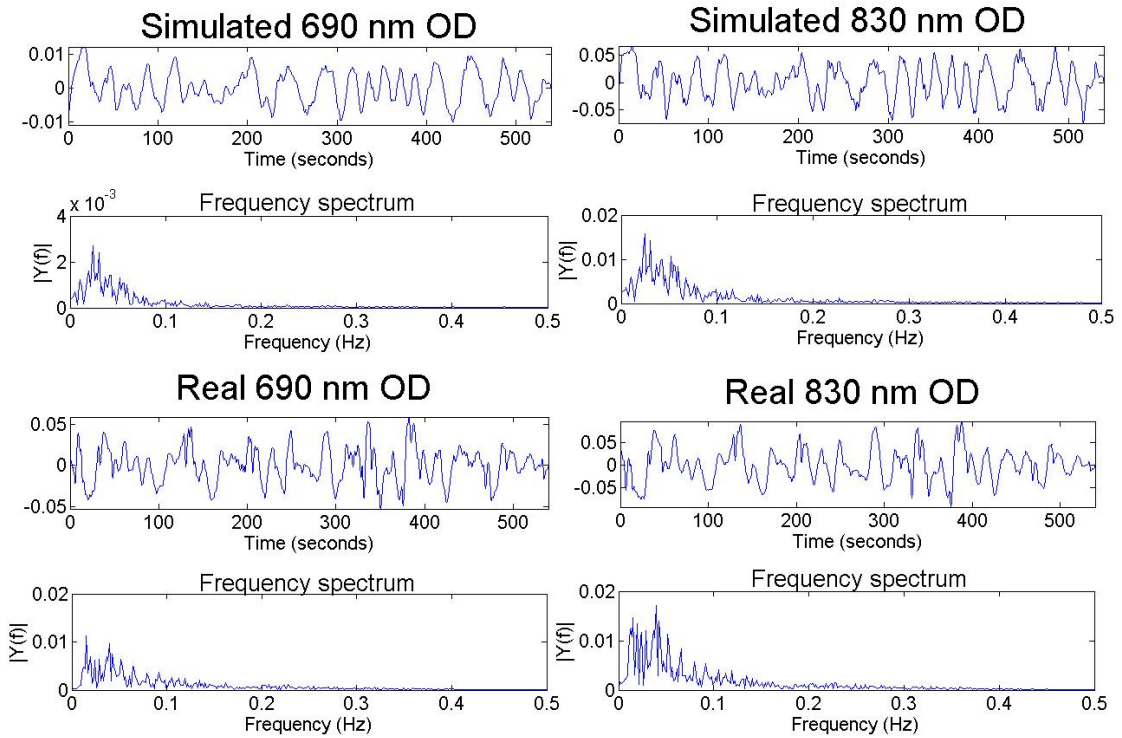 Simulated 690 nm OD
0.01
0
-0.01
0 100 200 300 400 500
Time (seconds)
x 10-3
Frequency spectrum
4
2
0
|Y(f)|
0 0.1 0.2 0.3 0.4 0.5
Frequency (Hz)
Simulated 830 nm OD
0.05
0
-0.05
0 100 200 300 400 500
Time (seconds)
Frequency spectrum
0.02
0.01
0
|Y(f)|
0 0.1 0.2 0.3 0.4 0.5
Frequency (Hz)
Real 690 nm OD
0.05
0
-0.05
0 100 200 300 400 500
Time (seconds)
Frequency spectrum
0.02
0.01
0
|Y(f)|
0 0.1 0.2 0.3 0.4 0.5
Frequency (Hz)
Real 830 nm OD
0.05
0
-0.05
0 100 200 300 400 500
Time (seconds)
Frequency spectrum
0.02
0.01
0
|Y(f)|
0 0.1 0.2 0.3 0.4 0.5
Frequency (Hz)